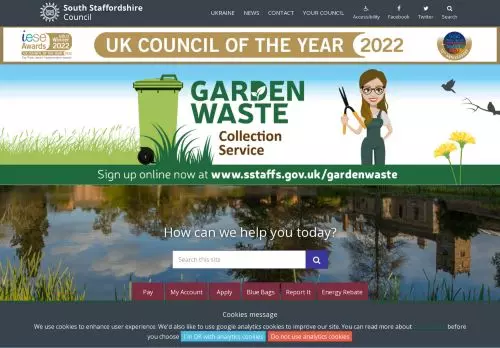 South Staffordshire
Council
UKRAINE NEWS CONTACT YOUR COUNCIL
Accessibility Facebook Twitter Search
iese
Awards
2022
UK COUNCIL OF THE YEAR 2022
GARDEN
WASTE
Collection
Service
Sign up online now at www.sstaffs.gov.uk/gardenwaste
How can we help you today?
Search this site
Pay My Account Apply Blue Bags Report It Energy Rebate
Cookies message
We use cookies to enhance user experience. We'd also like to use google analytics cookies to improve our site. You can read more about before
you choose I'm OK with analytics cookies Do not use analytics cookies